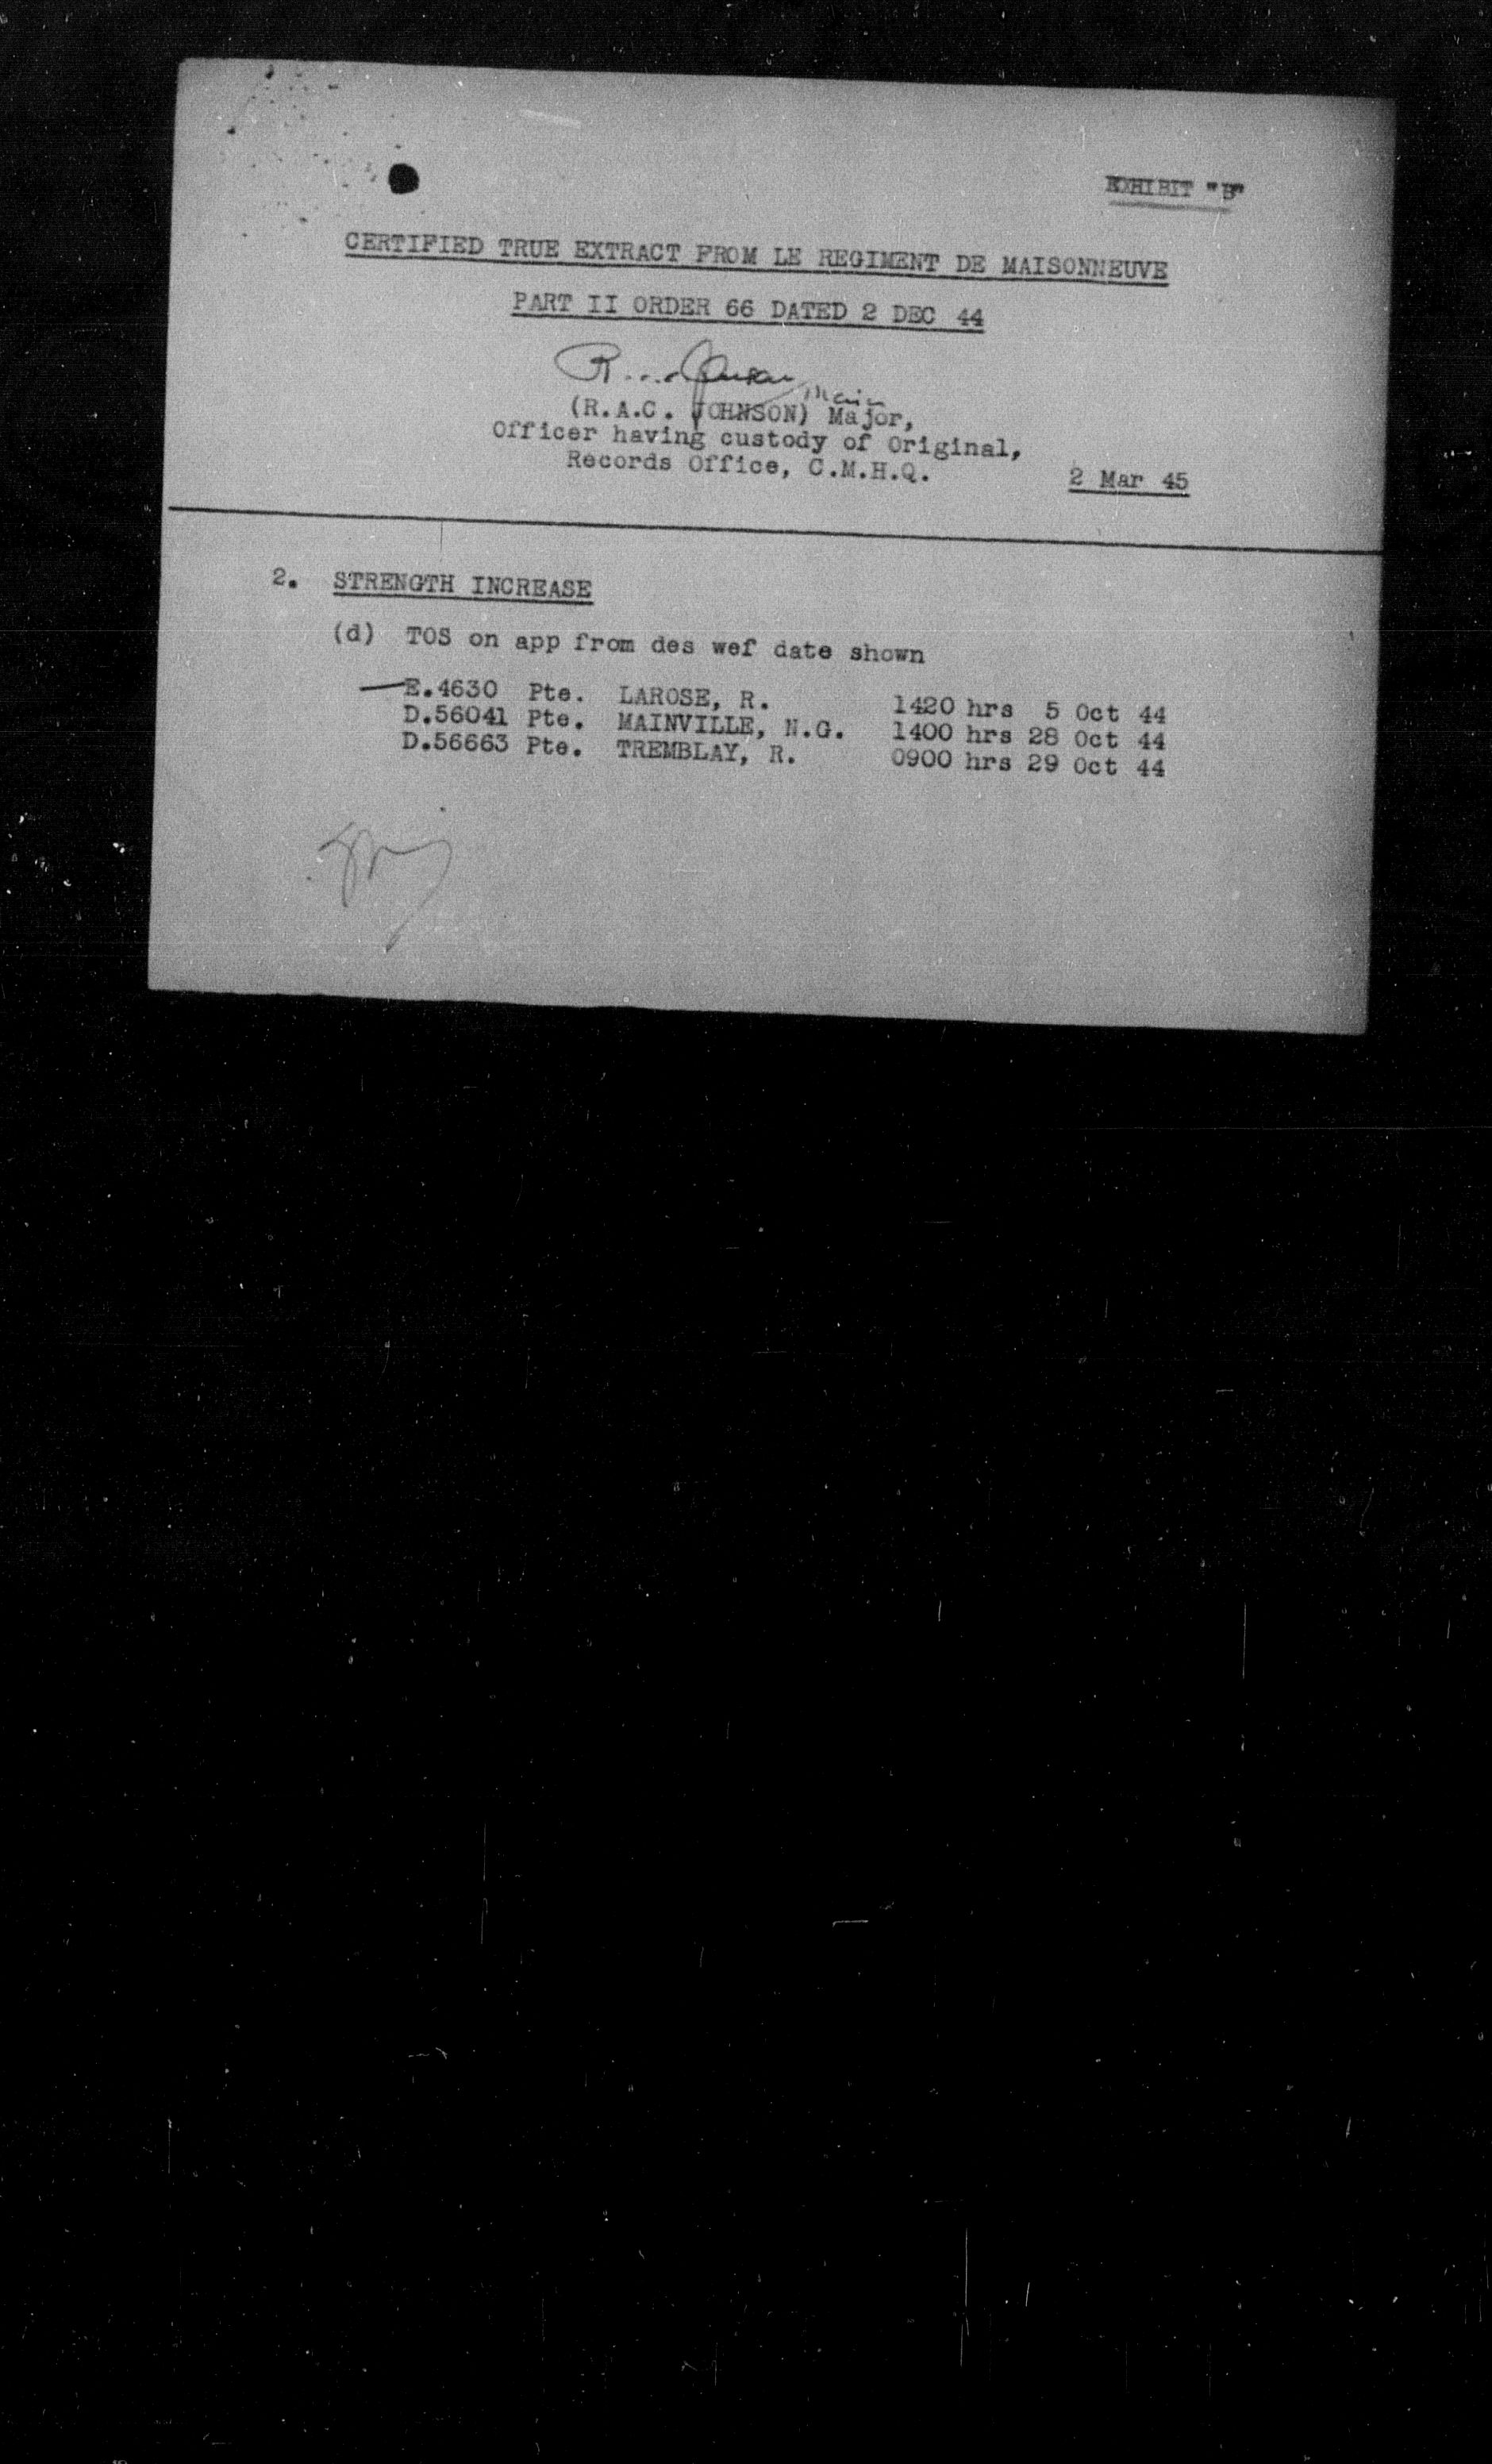 EXHIBIT "B"
CERTIFIED TRUE EXTRACT FROM LE REGIMENT DE MAISONNEUVE
PART II ORDER 66 DATED 2 DEC 44
(R.A.C. JOHNSON) Major,
Officer having custody of Original,
Records Office, C.M.H.Q.
2 Mar 45
2. STRENGTH INCREASE
(d) TOS on app from des wef date shown
E.4630 Pte. LAROSE, R. 1420 hrs 5 Oct 44
D.56041 Pte. MAINVILLE, N.G. 1400 hrs 28 Oct 44
D.56663 Pte. TREMBLAY, R. 0900 hrs 29 Oct 44